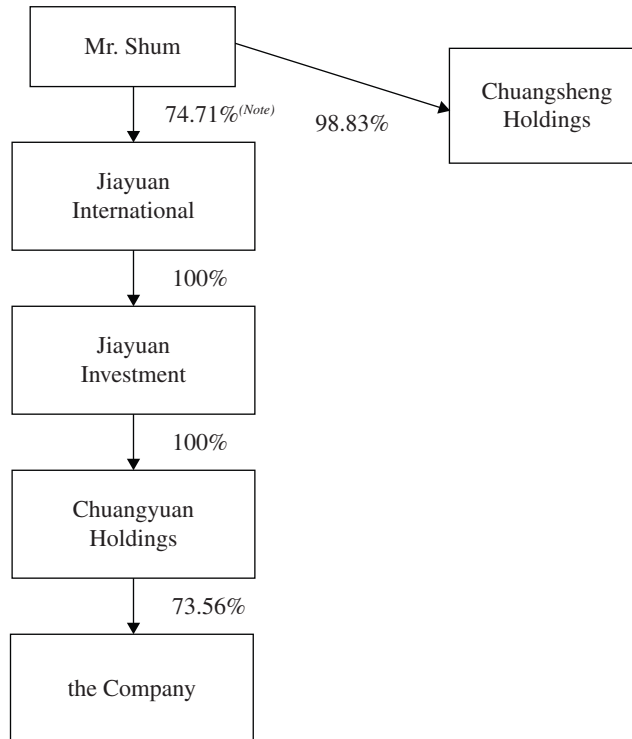 Mr. Shum
Chuangsheng
Holdings
74.71%(Note)
98.83%
Jiayuan
International
100%
Jiayuan
Investment
100%
Chuangyuan
Holdings
73.56%
the Company